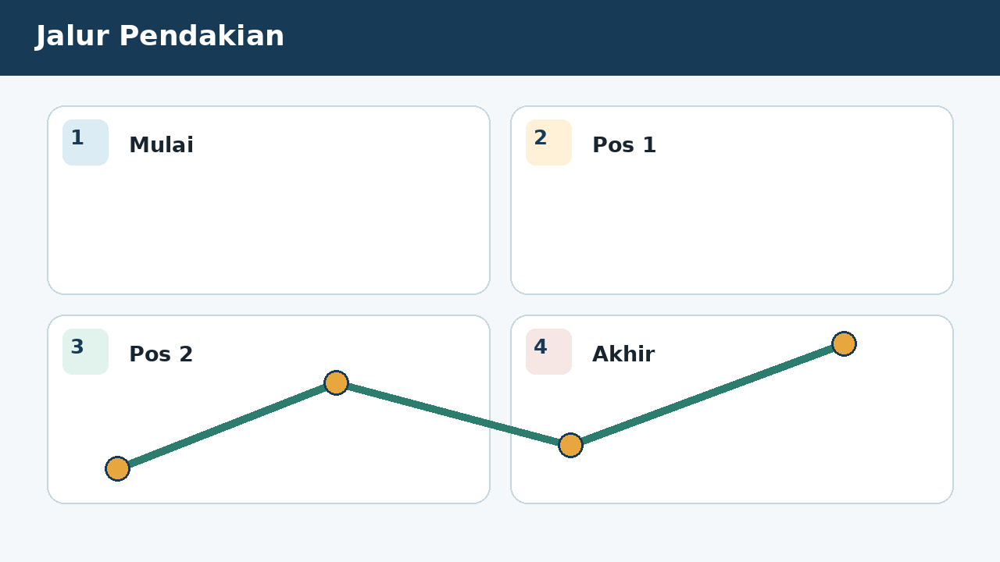 Jalur Pendakian
1
Mulai
2
Pos 1
3
Pos 2
4
Akhir